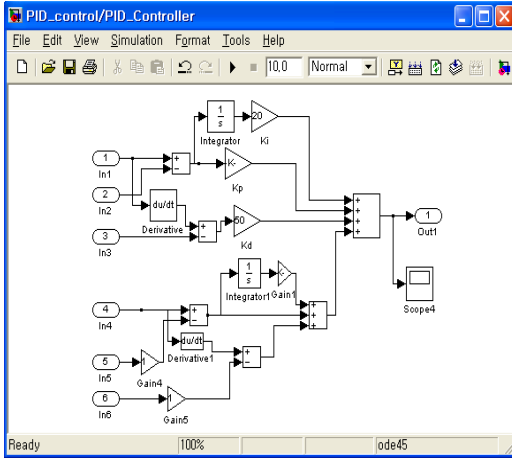 PID_control/PID_Controller
File Edit View Simulation Format Tools Help
10,0 Normal
1
s
Integrator
20
Ki
1
In1
+
-
K-
Kp
2
In2
du/dt
Derivative
+
-
50
Kd
3
In3
+
+
+
+
1
Out1
Scope4
1
s
Integrator1
K-
Gain1
4
In4
+
-
+
+
+
du/dt
Derivative1
+
-
5
In5
1
Gain4
6
In6
1
Gain5
Ready 100% ode45